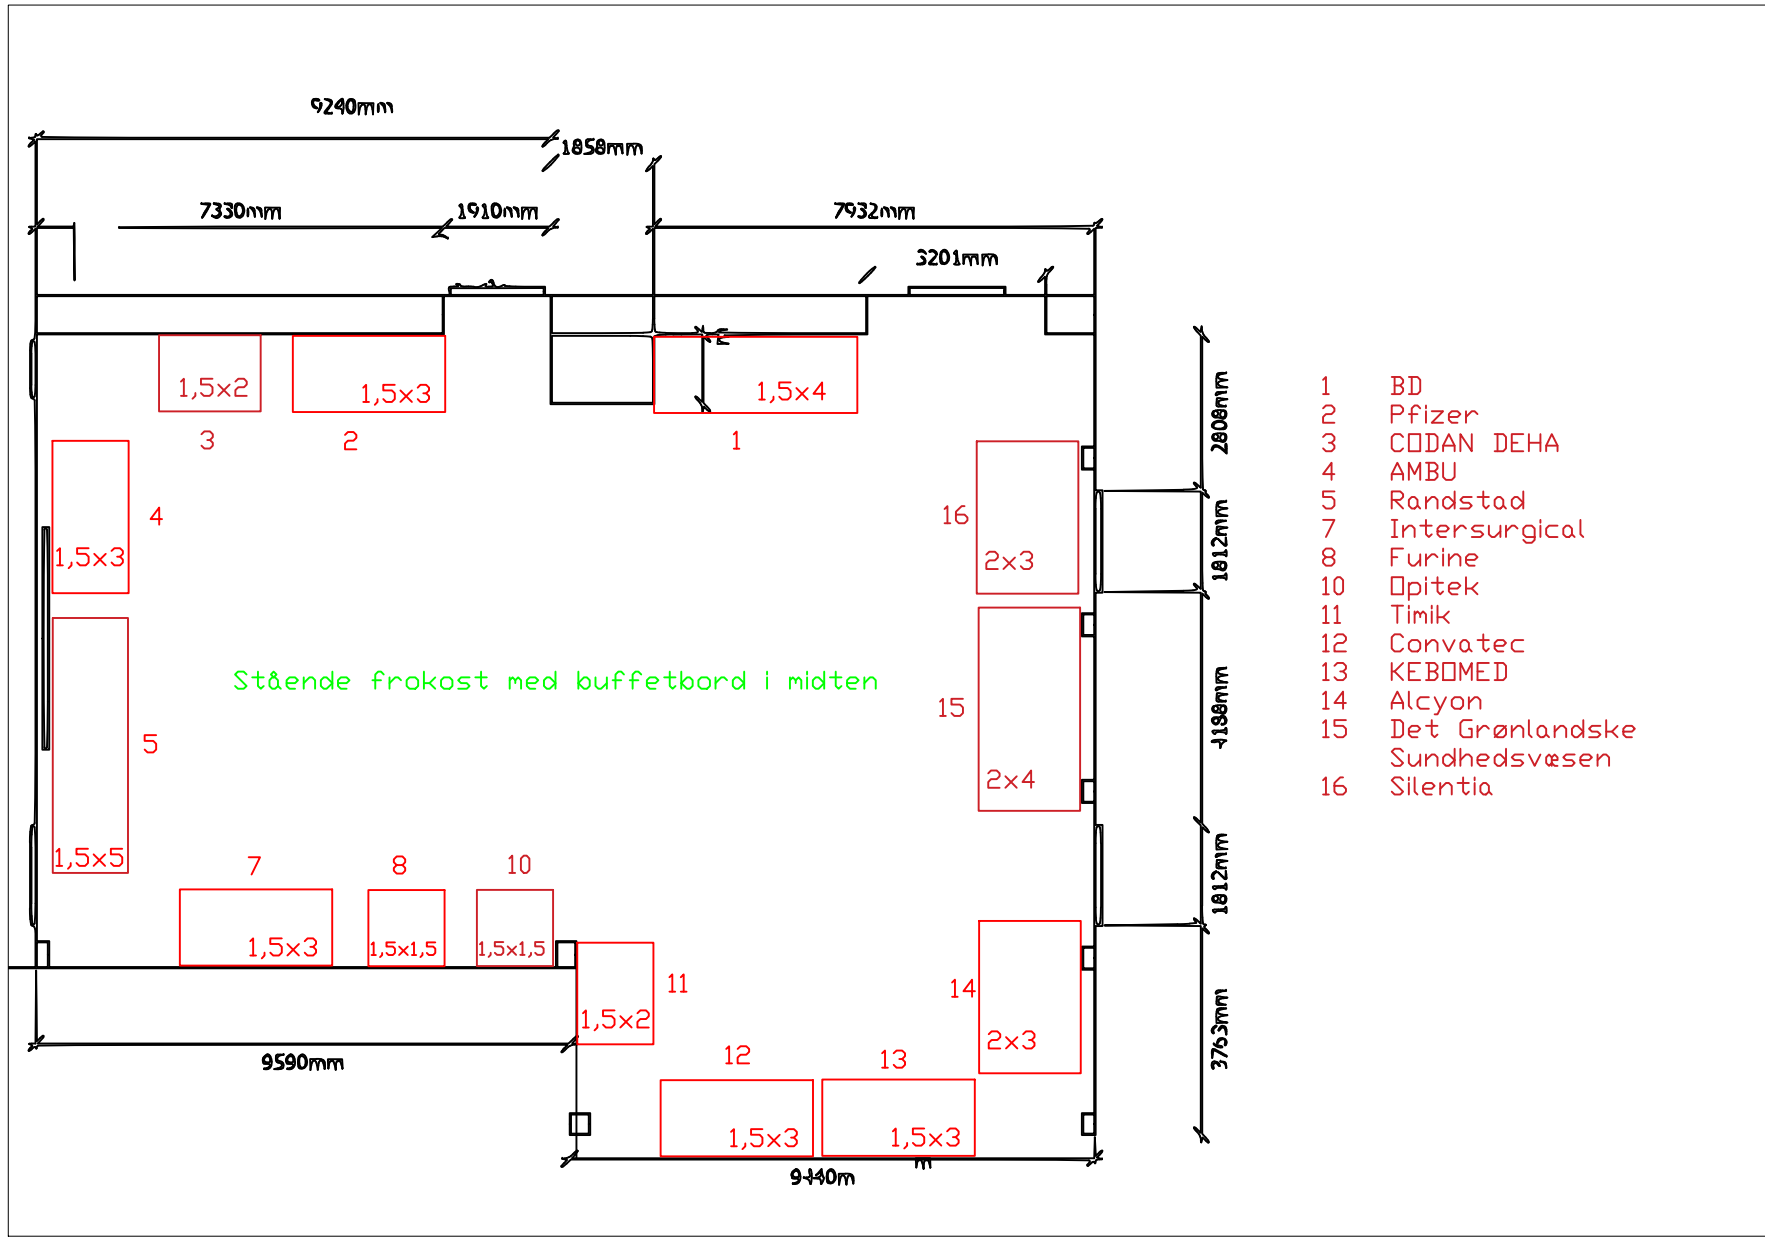 9240mm
1858mm
7330mm
1910mm
7932mm
3201mm
1,5x2
1,5x3
1,5x4
3
2
1
4
1,5x3
16
2x3
2808mm
1812mm
Stående frokost med buffetbord i midten
15
2x4
5
1,5x5
7
8
10
1,5x3
1,5x1,5
1,5x1,5
1812mm
11
1,5x2
14
2x3
3763mm
9590mm
12
13
1,5x3
1,5x3
1 BD
2 Pfizer
3 CODAN DEHA
4 AMBU
5 Randstad
7 Intersurgical
8 Furine
10 Opitek
11 Timik
12 Convatec
13 KEBOMED
14 Alcyon
15 Det Grønlandske
Sundhedsvæsen
16 Silentia